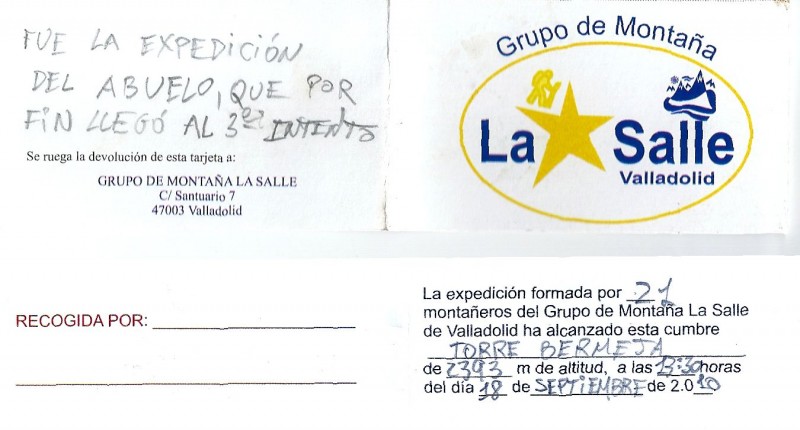 FUE LA EXPEDICIÓN
DEL ABUELO, QUE POR
FIN LLEGÓ AL 3er INTENTO
Se ruega la devolución de esta tarjeta a:
GRUPO DE MONTAÑA LA SALLE
C/ Santuario 7
47003 Valladolid
Grupo de Montaña
La Salle
Valladolid
RECOGIDA POR:
La expedición formada por 21
montañeros del Grupo de Montaña La Salle
de Valladolid ha alcanzado esta cumbre
TORRE BERMEJA
de 2393 m de altitud, a las 13:30 horas
del día 18 de SEPTIEMBRE de 2.010